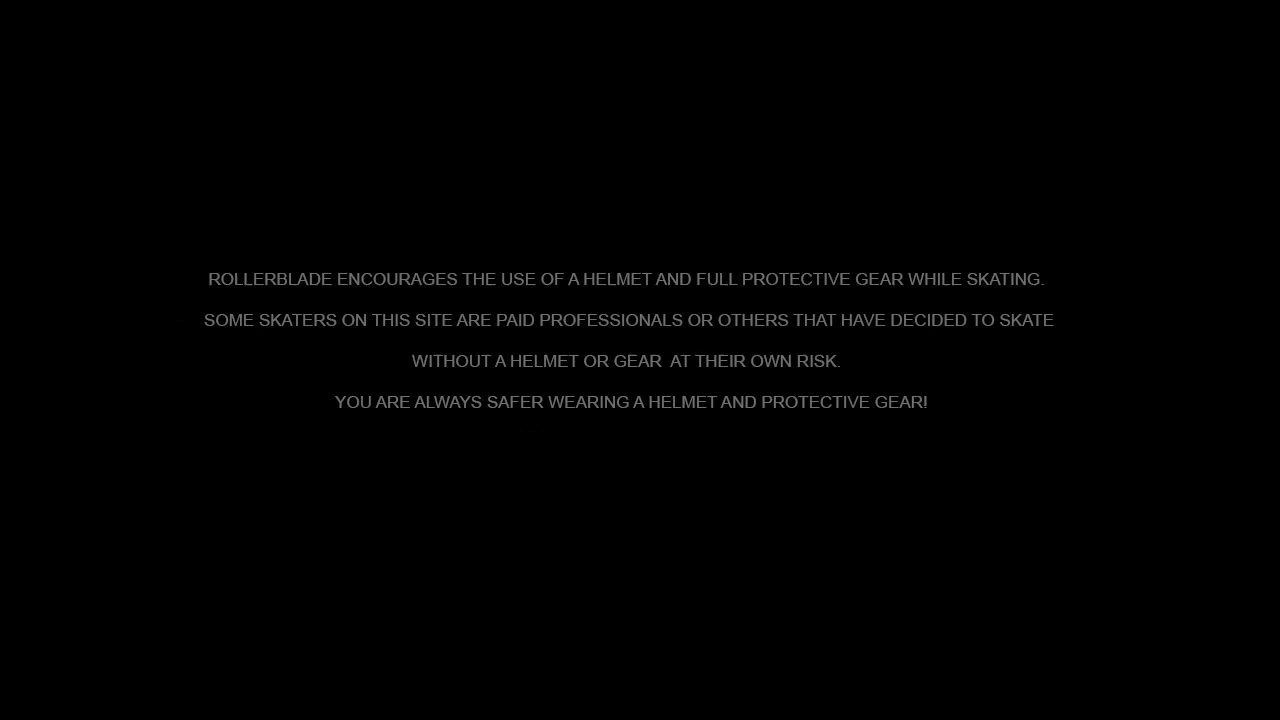 ROLLERBLADE ENCOURAGES THE USE OF A HELMET AND FULL PROTECTIVE GEAR WHILE SKATING.
SOME SKATERS ON THIS SITE ARE PAID PROFESSIONALS OR OTHERS THAT HAVE DECIDED TO SKATE
WITHOUT A HELMET OR GEAR  AT THEIR OWN RISK.
YOU ARE ALWAYS SAFER WEARING A HELMET AND PROTECTIVE GEAR!